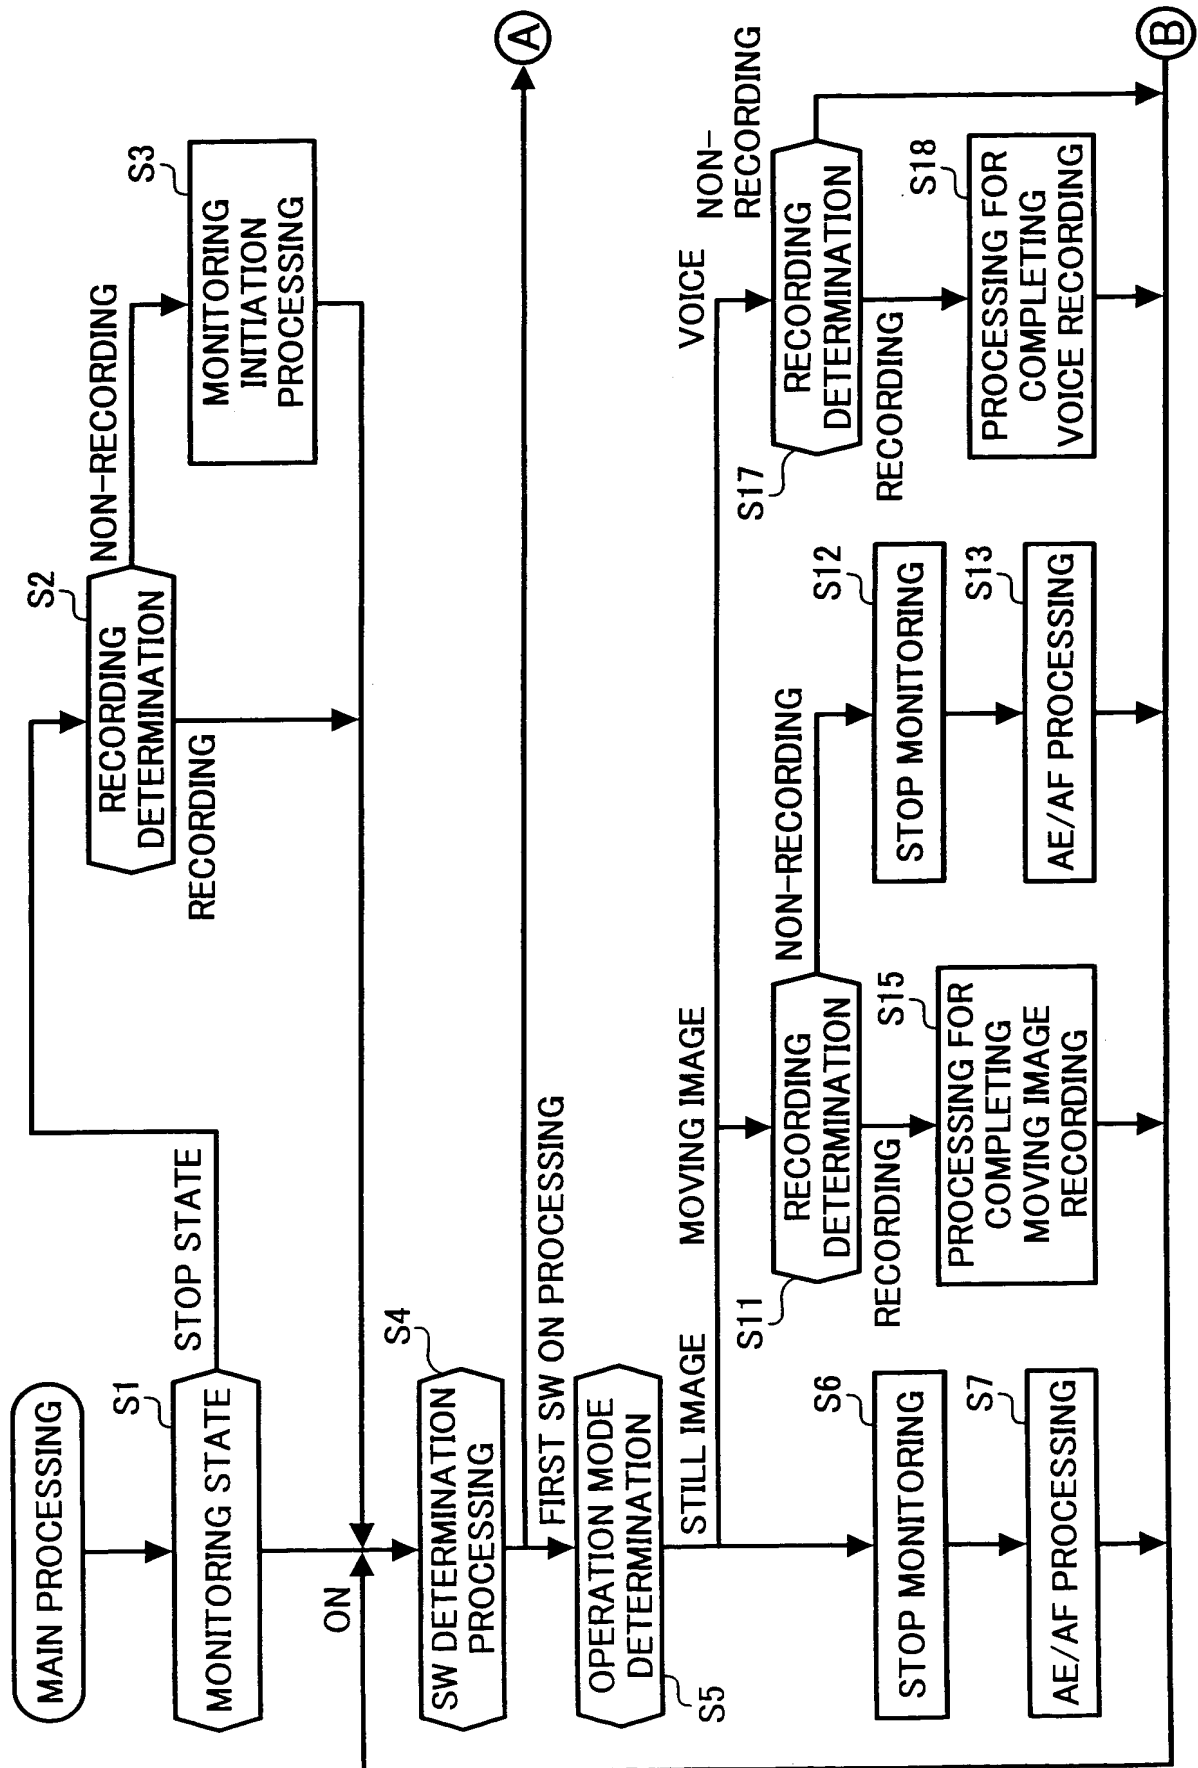 MAIN PROCESSING
S1
MONITORING STATE
STOP STATE
S2
RECORDING
DETERMINATION
NON-RECORDING
RECORDING
S3
MONITORING
INITIATION
PROCESSING
ON
S4
SW DETERMINATION
PROCESSING
A
FIRST SW ON PROCESSING
S5
OPERATION MODE
DETERMINATION
STILL IMAGE
MOVING IMAGE
VOICE
S6
STOP MONITORING
S7
AE/AF PROCESSING
S11
RECORDING
DETERMINATION
NON-RECORDING
RECORDING
S15
PROCESSING FOR
COMPLETING
MOVING IMAGE
RECORDING
S12
STOP MONITORING
S13
AE/AF PROCESSING
S17
RECORDING
DETERMINATION
NON-
RECORDING
RECORDING
S18
PROCESSING FOR
COMPLETING
VOICE RECORDING
B